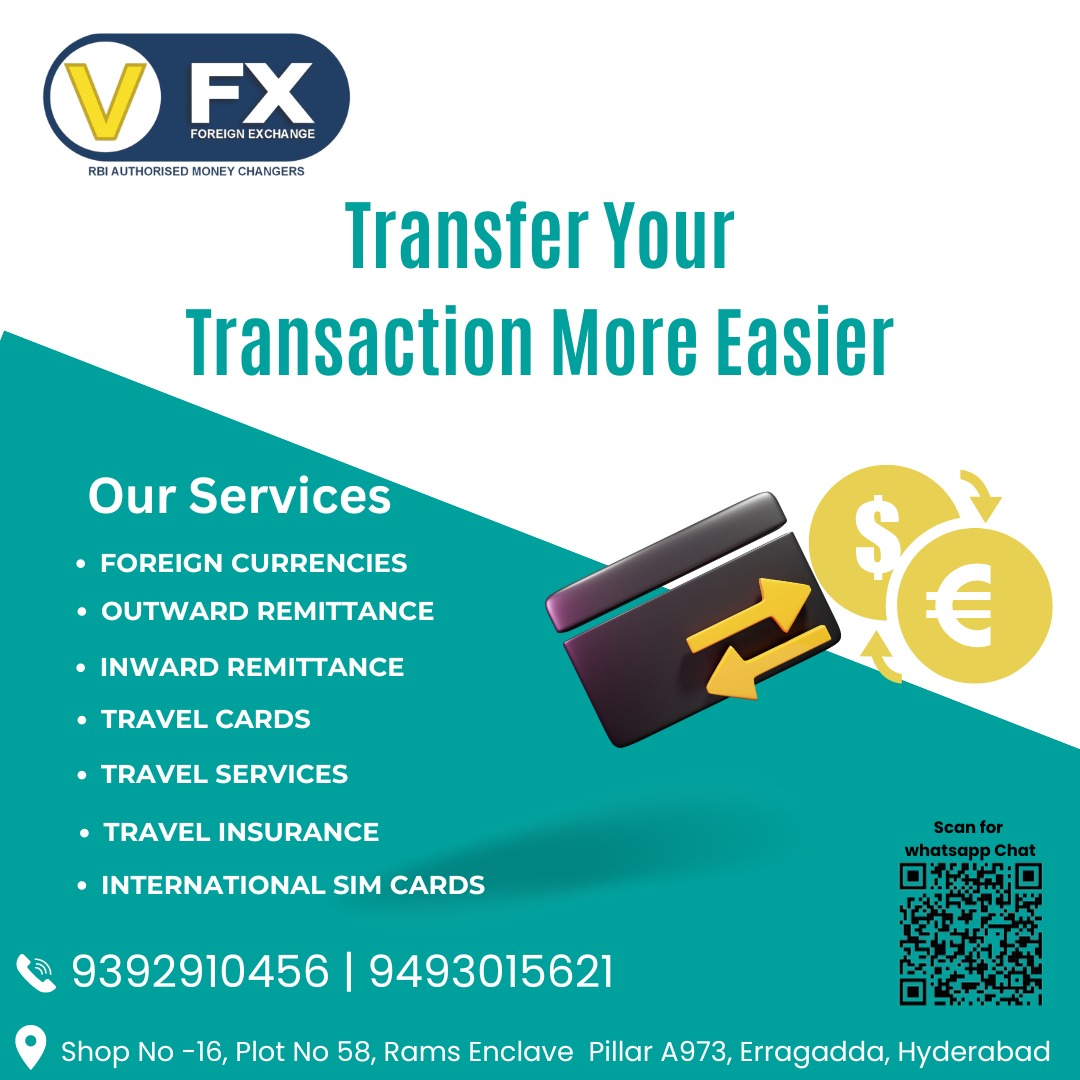 V FX
FOREIGN EXCHANGE
RBI AUTHORISED MONEY CHANGERS
Transfer Your
Transaction More Easier
Our Services
• FOREIGN CURRENCIES
• OUTWARD REMITTANCE
• INWARD REMITTANCE
• TRAVEL CARDS
• TRAVEL SERVICES
• TRAVEL INSURANCE
• INTERNATIONAL SIM CARDS
$
€
Scan for
whatsapp Chat
9392910456 | 9493015621
Shop No -16, Plot No 58, Rams Enclave Pillar A973, Erragadda, Hyderabad